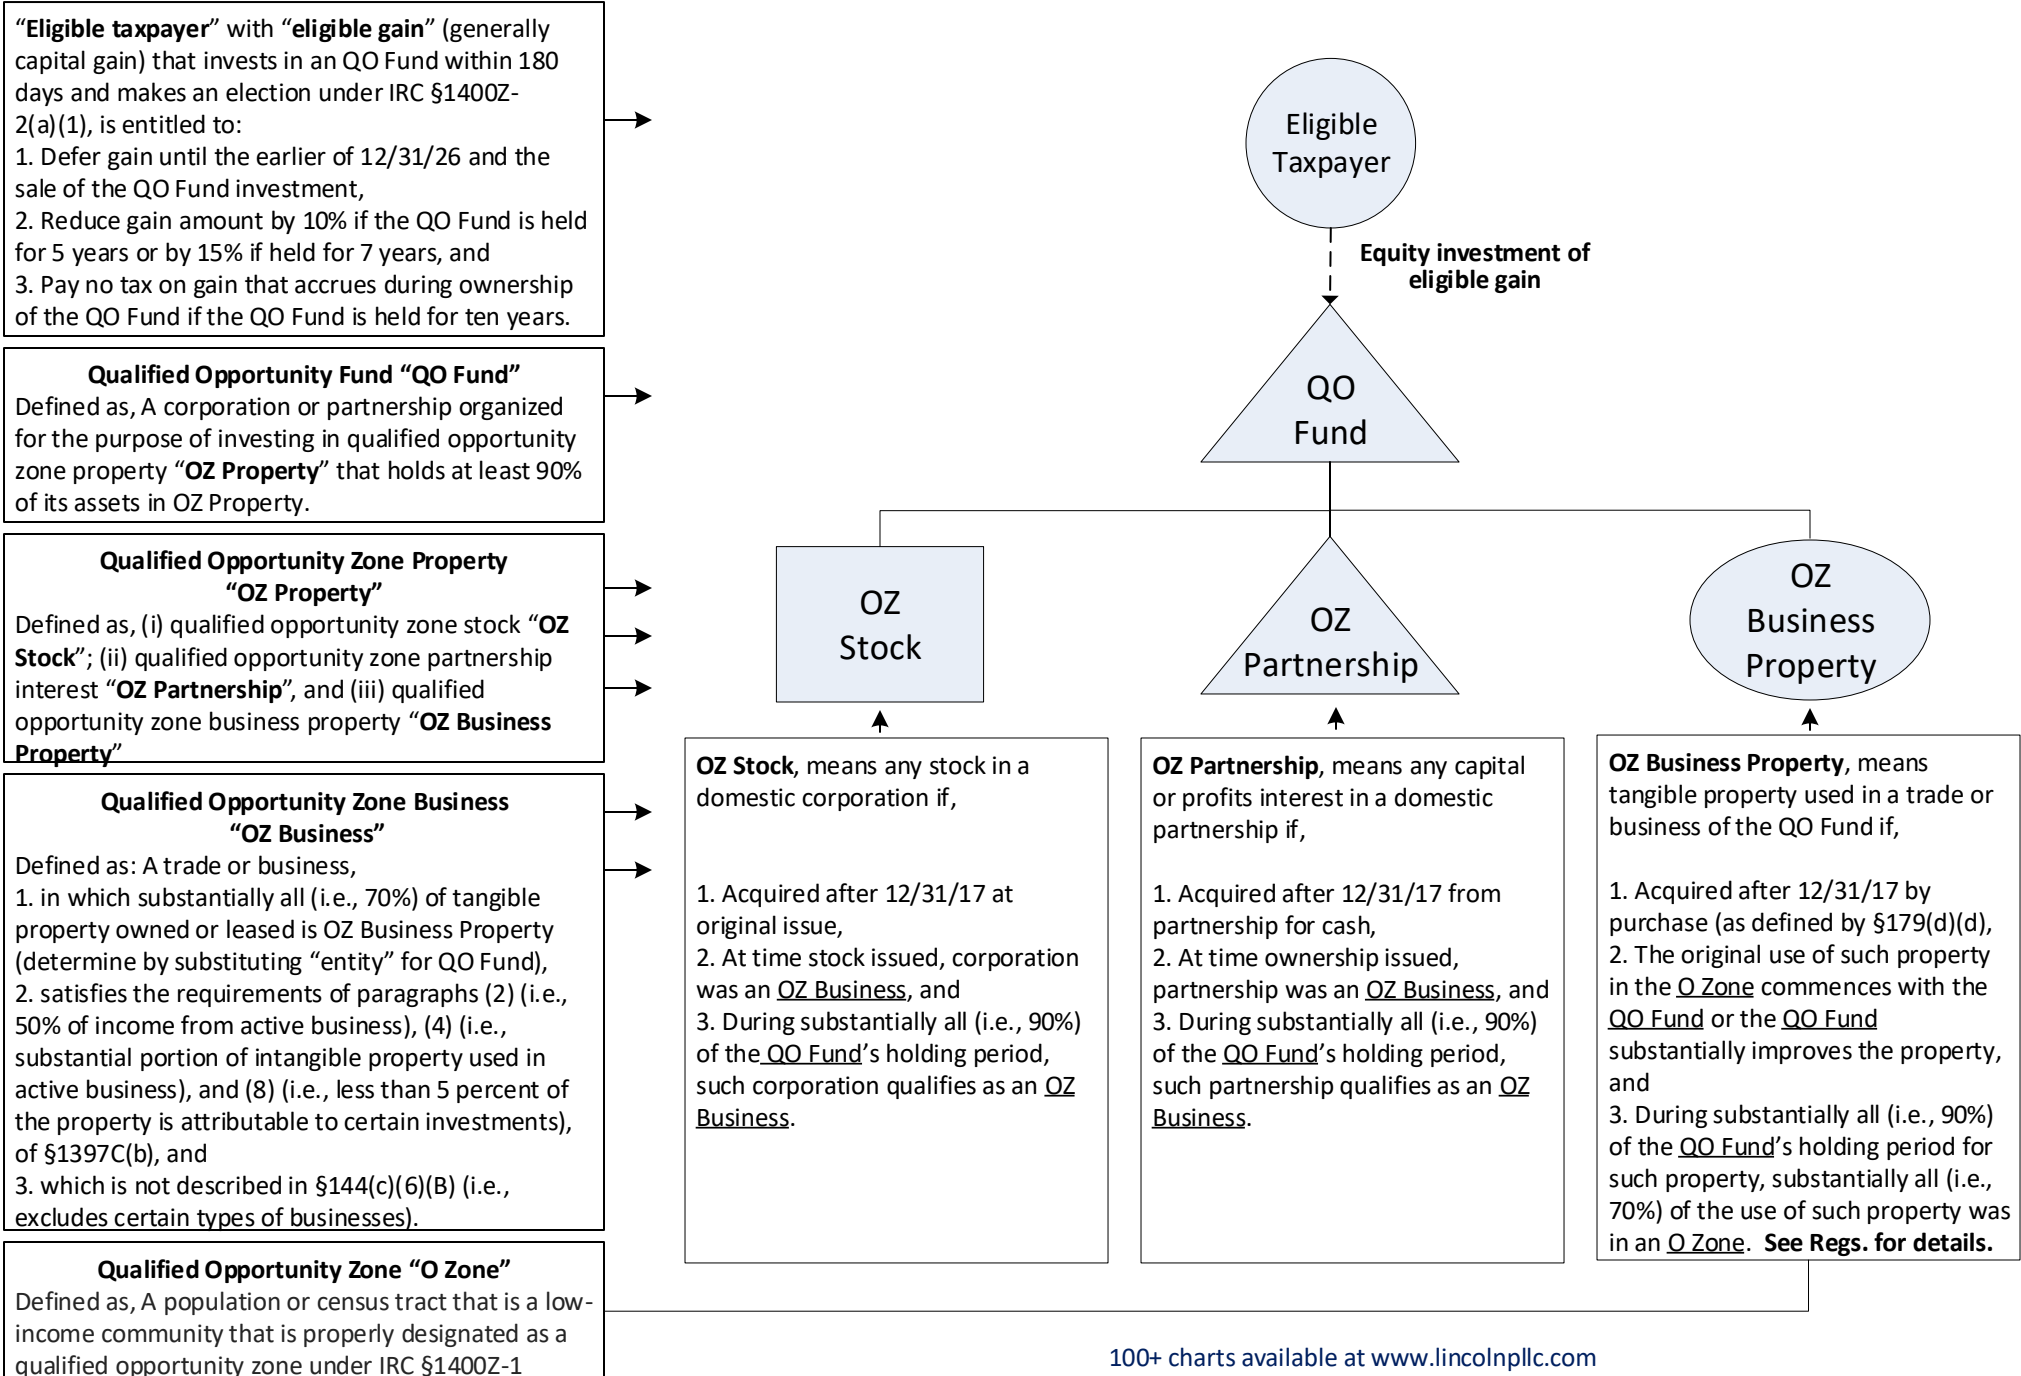 “Eligible taxpayer” with “eligible gain” (generally
capital gain) that invests in an QO Fund within 180
days and makes an election under IRC §1400Z-
2(a)(1), is entitled to:
1. Defer gain until the earlier of 12/31/26 and the
sale of the QO Fund investment,
2. Reduce gain amount by 10% if the QO Fund is held
for 5 years or by 15% if held for 7 years, and
3. Pay no tax on gain that accrues during ownership
of the QO Fund if the QO Fund is held for ten years.
Qualified Opportunity Fund “QO Fund”
Defined as, A corporation or partnership organized
for the purpose of investing in qualified opportunity
zone property “OZ Property” that holds at least 90%
of its assets in OZ Property.
Qualified Opportunity Zone Property
“OZ Property”
Defined as, (i) qualified opportunity zone stock “OZ
Stock”; (ii) qualified opportunity zone partnership
interest “OZ Partnership”, and (iii) qualified
opportunity zone business property “OZ Business
Property”
Qualified Opportunity Zone Business
“OZ Business”
Defined as: A trade or business,
1. in which substantially all (i.e., 70%) of tangible
property owned or leased is OZ Business Property
(determine by substituting “entity” for QO Fund),
2. satisfies the requirements of paragraphs (2) (i.e.,
50% of income from active business), (4) (i.e.,
substantial portion of intangible property used in
active business), and (8) (i.e., less than 5 percent of
the property is attributable to certain investments),
of §1397C(b), and
3. which is not described in §144(c)(6)(B) (i.e.,
excludes certain types of businesses).
Qualified Opportunity Zone “O Zone”
Defined as, A population or census tract that is a low-
income community that is properly designated as a
qualified opportunity zone under IRC §1400Z-1
Eligible
Taxpayer
Equity investment of
eligible gain
QO
Fund
OZ
Stock
OZ
Partnership
OZ
Business
Property
OZ Stock, means any stock in a
domestic corporation if,
1. Acquired after 12/31/17 at
original issue,
2. At time stock issued, corporation
was an OZ Business, and
3. During substantially all (i.e., 90%)
of the QO Fund’s holding period,
such corporation qualifies as an OZ
Business.
OZ Partnership, means any capital
or profits interest in a domestic
partnership if,
1. Acquired after 12/31/17 from
partnership for cash,
2. At time ownership issued,
partnership was an OZ Business, and
3. During substantially all (i.e., 90%)
of the QO Fund’s holding period,
such partnership qualifies as an OZ
Business.
OZ Business Property, means
tangible property used in a trade or
business of the QO Fund if,
1. Acquired after 12/31/17 by
purchase (as defined by §179(d)(d),
2. The original use of such property
in the O Zone commences with the
QO Fund or the QO Fund
substantially improves the property,
and
3. During substantially all (i.e., 90%)
of the QO Fund’s holding period for
such property, substantially all (i.e.,
70%) of the use of such property was
in an O Zone. See Regs. for details.
100+ charts available at www.lincolnpllc.com